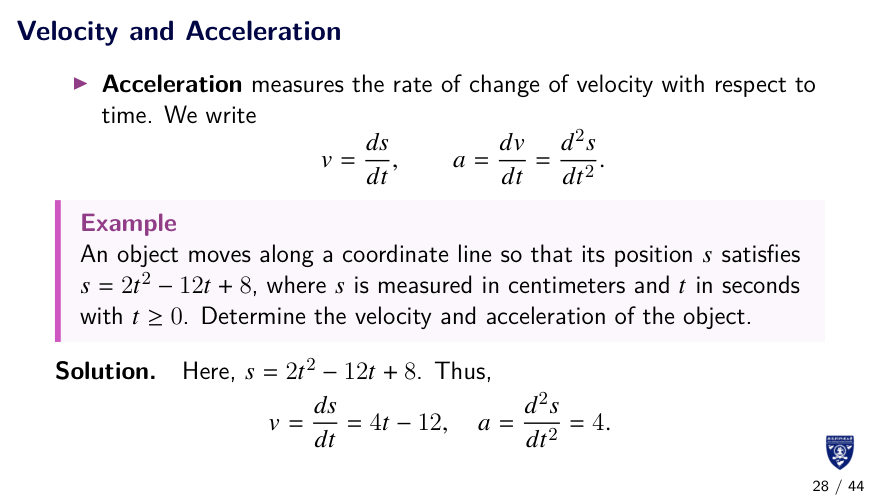 Velocity and Acceleration
▶ Acceleration measures the rate of change of velocity with respect to
time. We write
v = ds/dt, a = dv/dt = d²s/dt².
Example
An object moves along a coordinate line so that its position s satisfies
s = 2t² − 12t + 8, where s is measured in centimeters and t in seconds
with t ≥ 0. Determine the velocity and acceleration of the object.
Solution. Here, s = 2t² − 12t + 8. Thus,
v = ds/dt = 4t − 12, a = d²s/dt² = 4.
28 / 44